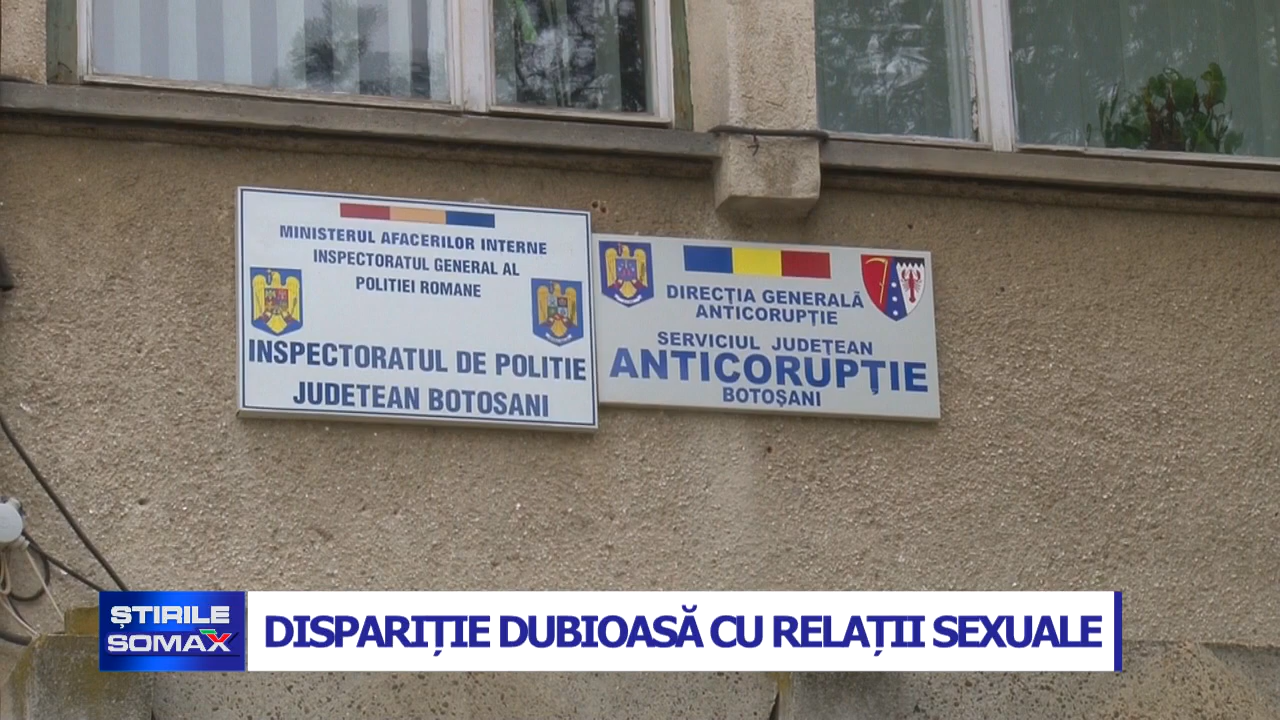 MINISTERUL AFACERILOR INTERNE
INSPECTORATUL GENERAL AL
POLITIEI ROMANE
INSPECTORATUL DE POLITIE
JUDETEAN BOTOSANI
DIRECȚIA GENERALĂ
ANTICORUPȚIE
SERVICIUL JUDEȚEAN
ANTICORUPȚIE
BOTOȘANI
ȘTIRILE
SOMAX
DISPARIȚIE DUBIOASĂ CU RELAȚII SEXUALE